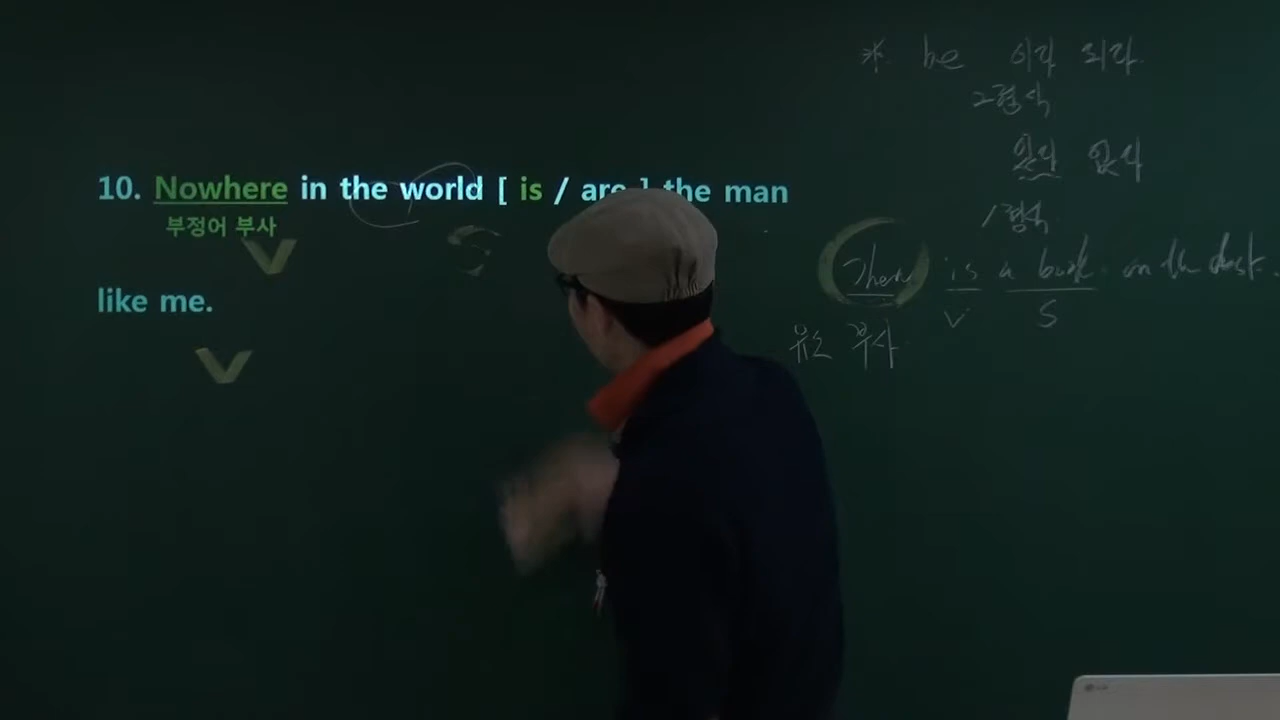 10. Nowhere in the world [ is / are ] the man
부정어 부사
like me.
* be 이다 되다
2형식
있다 없다
1형식
There is a book on the desk.
V S
유도 부사
S